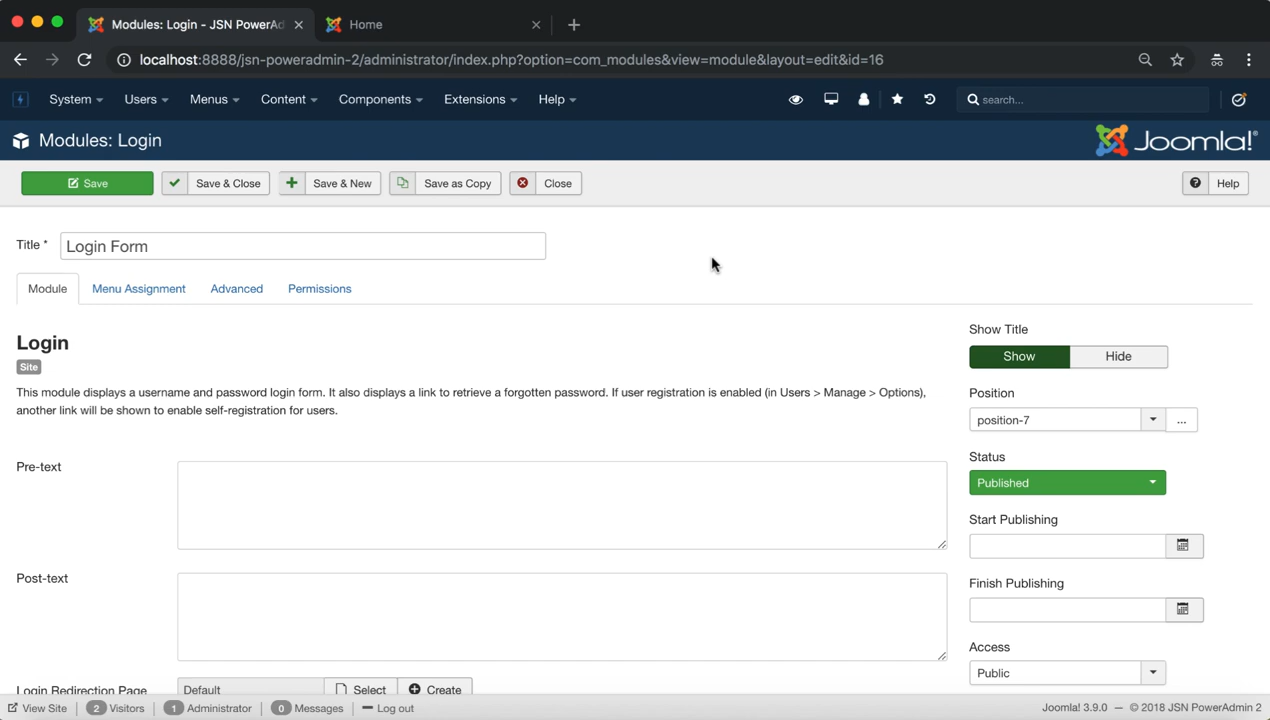 Modules: Login - JSN PowerAd
Home
localhost:8888/jsn-poweradmin-2/administrator/index.php?option=com_modules&view=module&layout=edit&id=16
System Users Menus Content Components Extensions Help search...
Modules: Login
Joomla!®
Save Save & Close Save & New Save as Copy Close Help
Title * Login Form
Module Menu Assignment Advanced Permissions
Login
Site
This module displays a username and password login form. It also displays a link to retrieve a forgotten password. If user registration is enabled (in Users > Manage > Options),
another link will be shown to enable self-registration for users.
Pre-text
Post-text
Login Redirection Page Default Select Create
Show Title
Show Hide
Position
position-7 ...
Status
Published
Start Publishing
Finish Publishing
Access
Public
View Site 2 Visitors 1 Administrator 0 Messages Log out Joomla! 3.9.0 — © 2018 JSN PowerAdmin 2